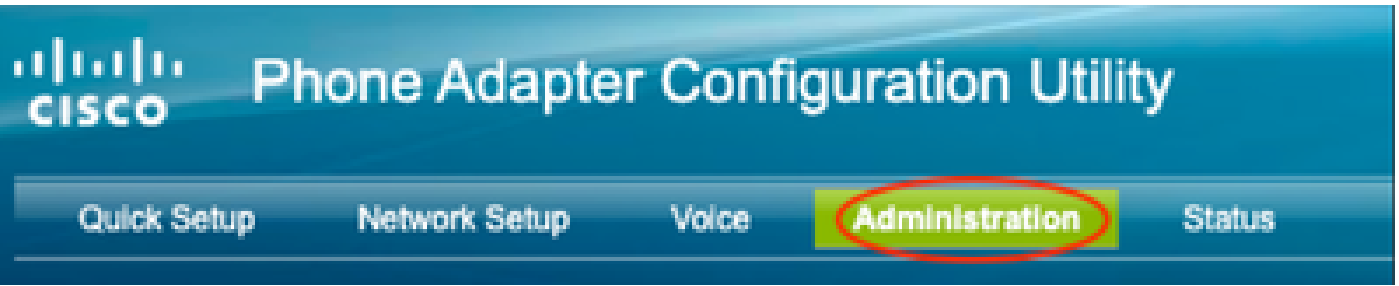 CISCO
Phone Adapter Configuration Utility
Quick Setup Network Setup Voice Administration Status